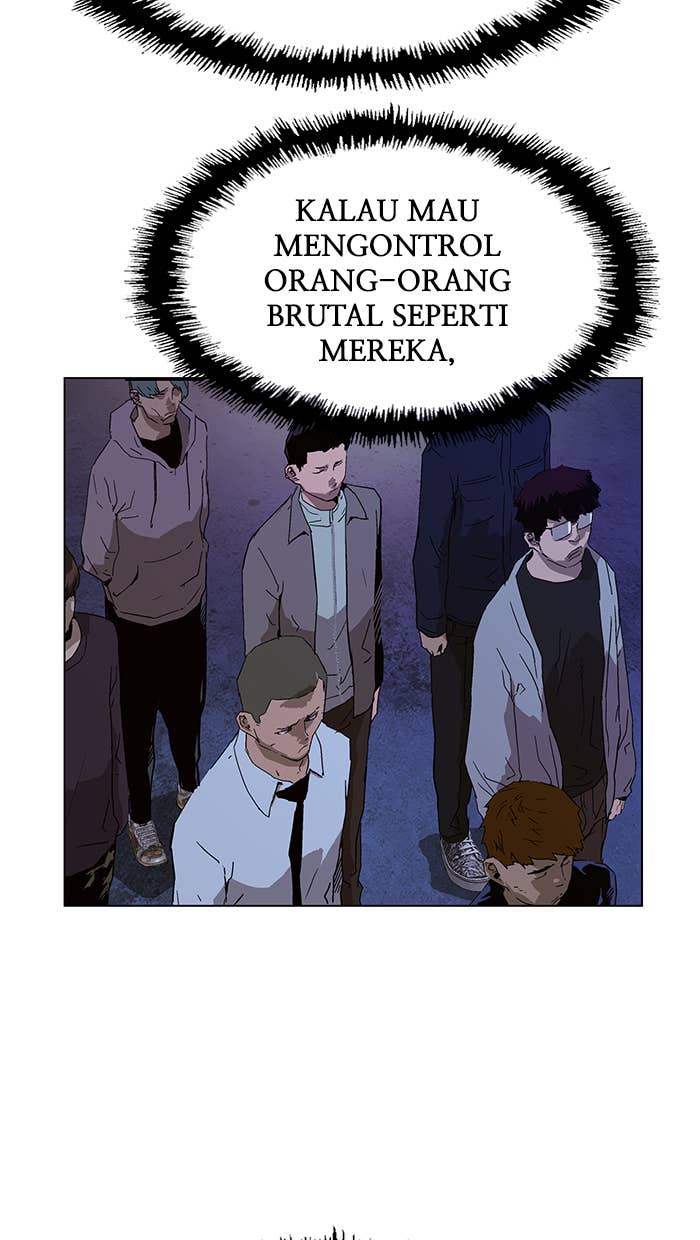 KALAU MAU
MENGONTROL
ORANG-ORANG
BRUTAL SEPERTI
MEREKA,